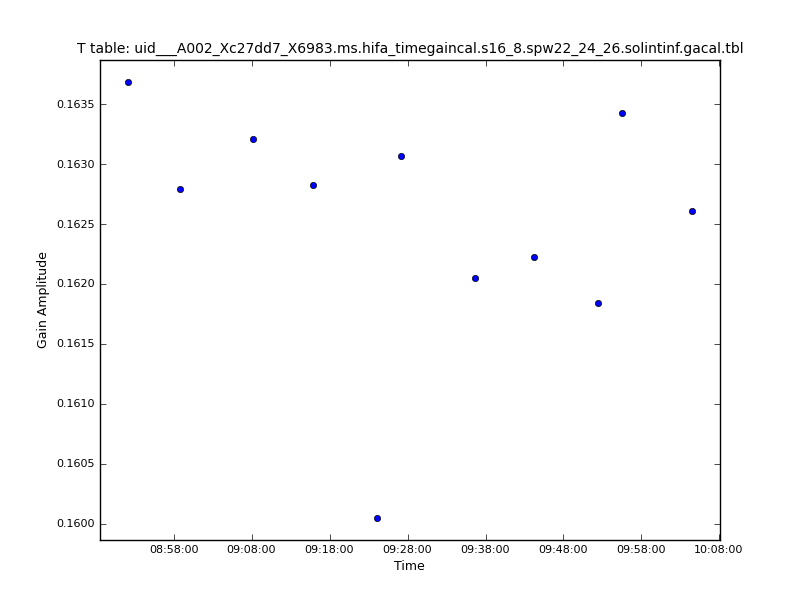 T table: uid___A002_Xc27dd7_X6983.ms.hifa_timegaincal.s16_8.spw22_24_26.solintinf.gacal.tbl
0.1635
0.1630
0.1625
0.1620
0.1615
0.1610
0.1605
0.1600
Gain Amplitude
08:58:00 09:08:00 09:18:00 09:28:00 09:38:00 09:48:00 09:58:00 10:08:00
Time